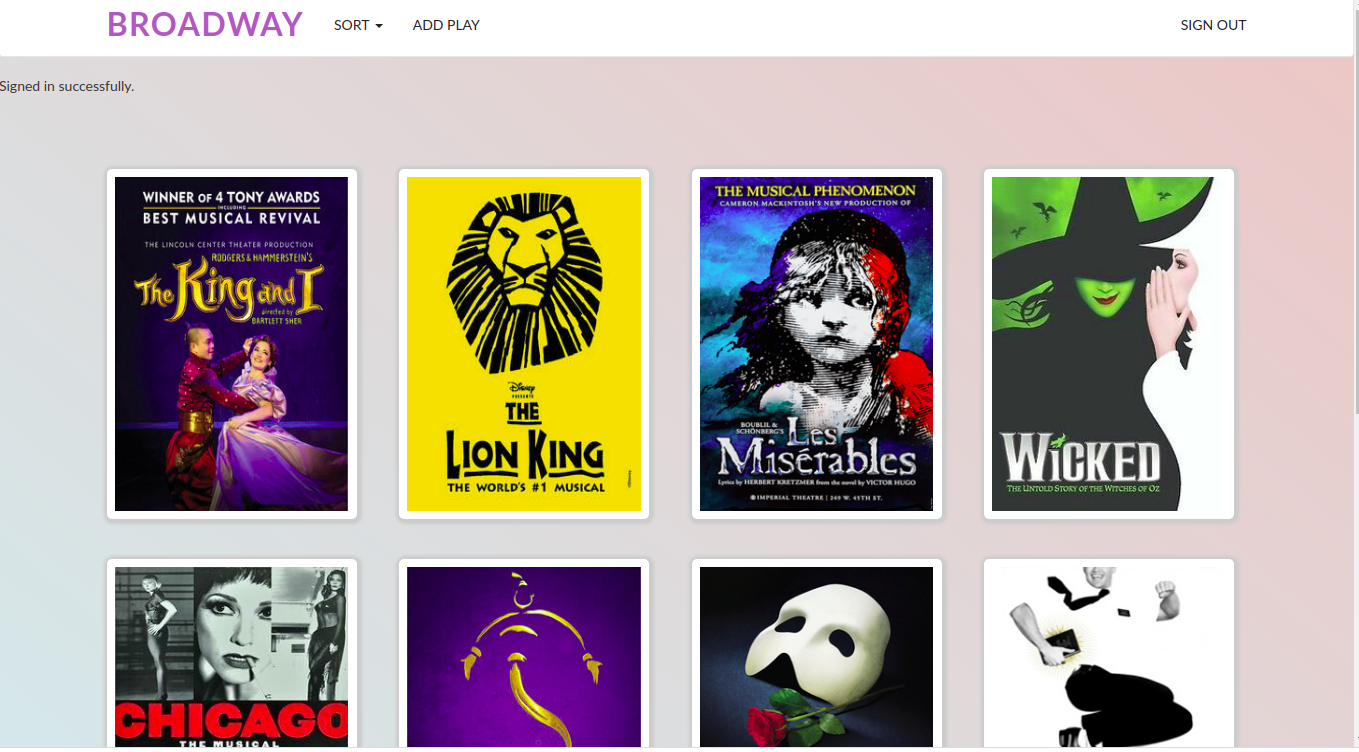 BROADWAY
SORT
ADD PLAY
SIGN OUT
Signed in successfully.
WINNER OF 4 TONY AWARDS
INCLUDING
BEST MUSICAL REVIVAL
THE LINCOLN CENTER THEATER PRODUCTION
RODGERS & HAMMERSTEIN'S
The King and I
directed by
BARTLETT SHER
Disney
PRESENTS
THE
LION KING
THE WORLD'S #1 MUSICAL
THE MUSICAL PHENOMENON
CAMERON MACKINTOSH'S NEW PRODUCTION OF
BOUBLIL &
SCHÖNBERG'S
Les
Misérables
Lyrics by HERBERT KRETZMER from the novel by VICTOR HUGO
IMPERIAL THEATRE | 249 W. 45TH ST.
WICKED
THE UNTOLD STORY OF THE WITCHES OF OZ
CHICAGO
THE MUSICAL